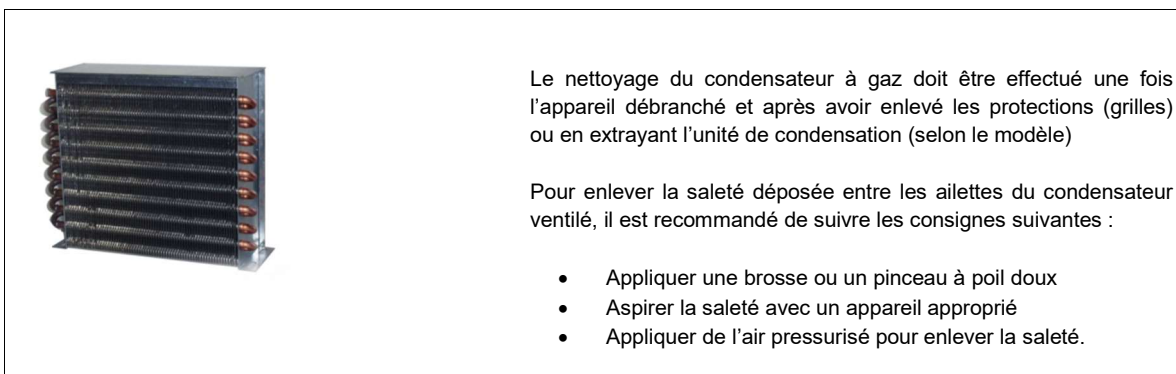 Le nettoyage du condensateur à gaz doit être effectué une fois
l’appareil débranché et après avoir enlevé les protections (grilles)
ou en extrayant l’unité de condensation (selon le modèle)
Pour enlever la saleté déposée entre les ailettes du condensateur
ventilé, il est recommandé de suivre les consignes suivantes :
• Appliquer une brosse ou un pinceau à poil doux
• Aspirer la saleté avec un appareil approprié
• Appliquer de l’air pressurisé pour enlever la saleté.